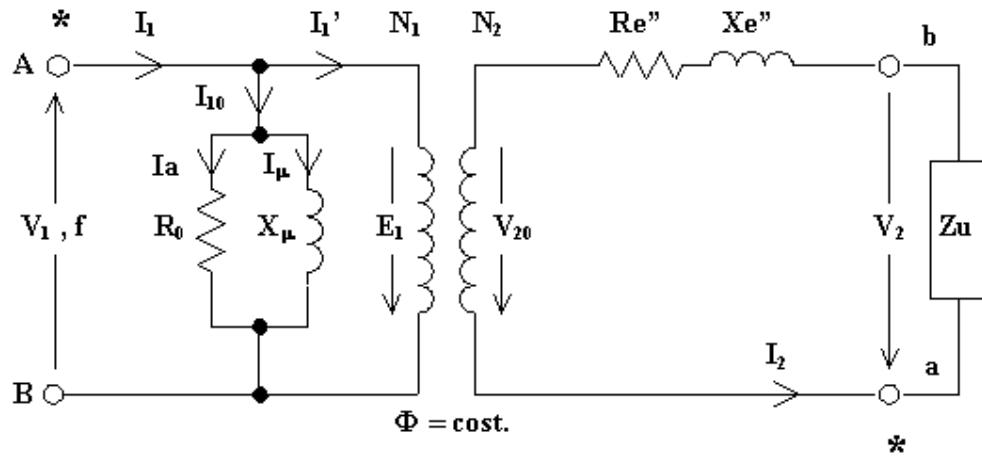 *
I₁
I₁’
N₁
N₂
Re”
Xe”
b
A
I₁₀
Ia
Iμ
V₁ , f
R₀
Xμ
E₁
V₂₀
V₂
Zu
I₂
a
B
Φ = cost.
*